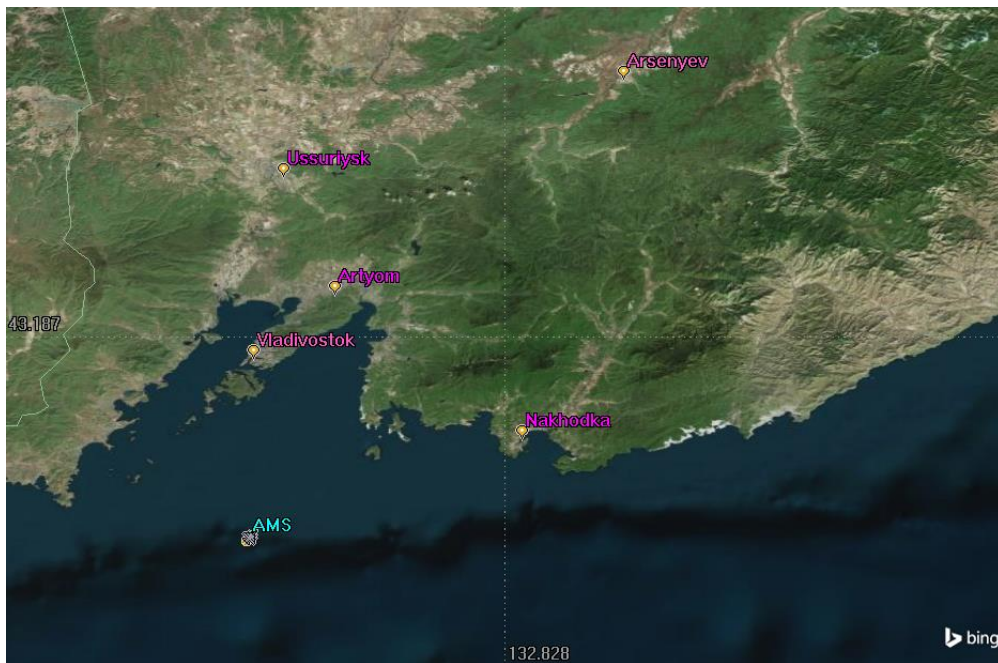 Arsenyev
Ussuriysk
Artyom
43.187
Vladivostok
Nakhodka
AMS
132.828
bing